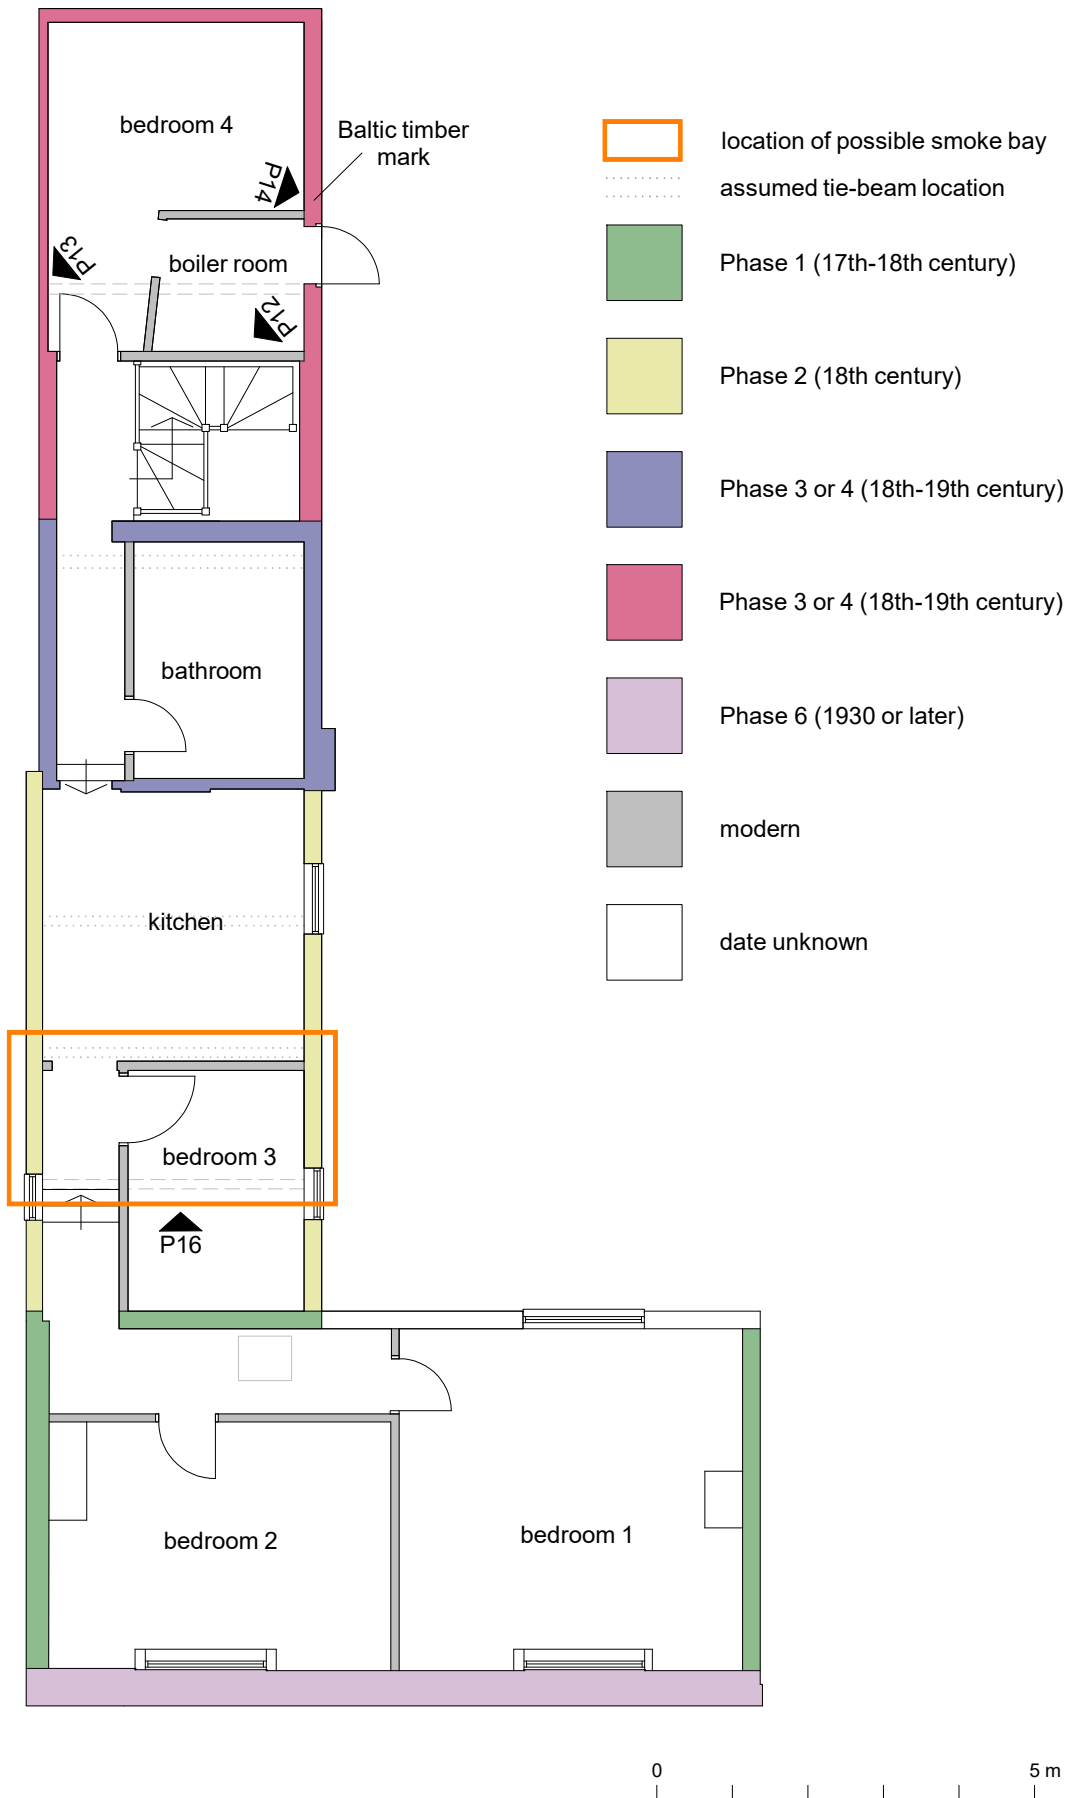 bedroom 4
Baltic timber
mark
P14
P13
boiler room
P12
bathroom
kitchen
bedroom 3
P16
bedroom 2
bedroom 1
location of possible smoke bay
assumed tie-beam location
Phase 1 (17th-18th century)
Phase 2 (18th century)
Phase 3 or 4 (18th-19th century)
Phase 3 or 4 (18th-19th century)
Phase 6 (1930 or later)
modern
date unknown
0
5 m